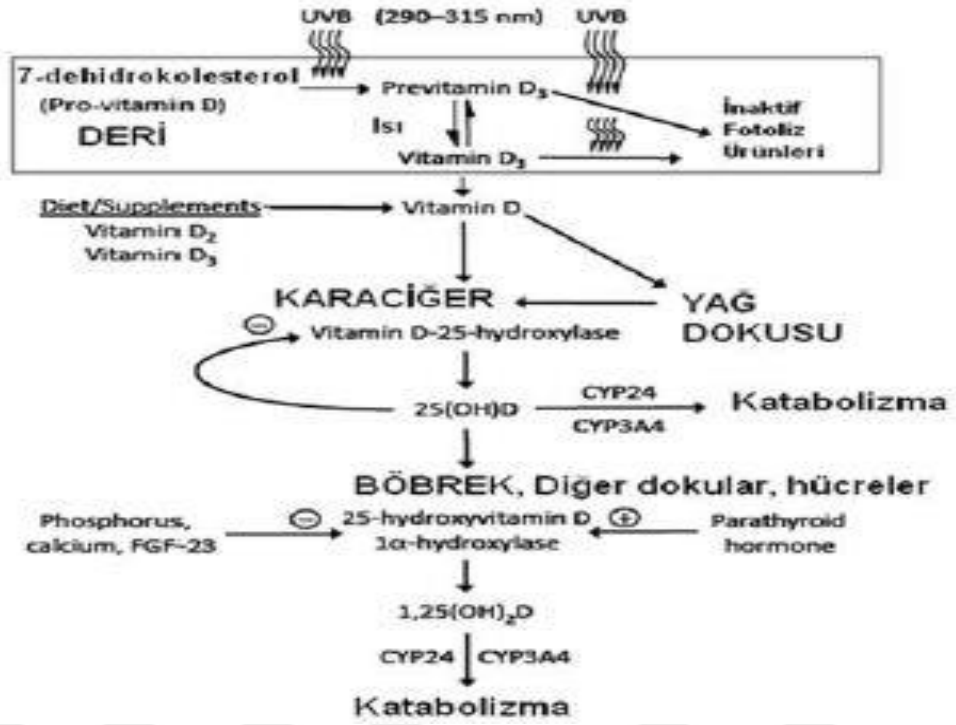 UVB (290–315 nm) UVB
7-dehidrokolesterol
(Pro-vitamin D)
DERİ
Previtamin D₃
Isı
Vitamin D₃
İnaktif
Fotoliz
Urünleri
Diet/Supplements
Vitamin D₂
Vitamin D₃
Vitamin D
KARACİĞER
Vitamin D-25-hydroxylase
YAĞ
DOKUSU
25(OH)D
CYP24
CYP3A4
Katabolizma
BÖBREK, Diğer dokular, hücreler
Phosphorus,
calcium, FGF-23
− 25-hydroxyvitamin D +
1α-hydroxylase
Parathyroid
hormone
1,25(OH)₂D
CYP24 CYP3A4
Katabolizma